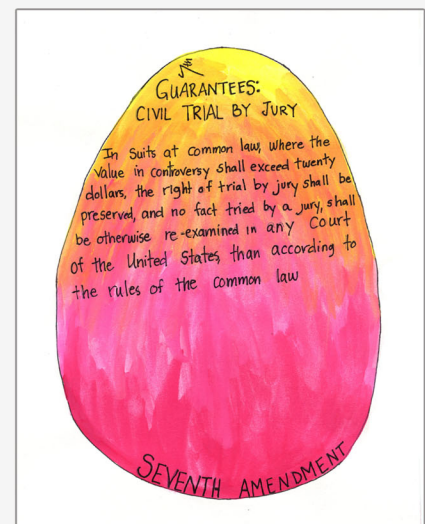 GUARANTEES:
CIVIL TRIAL BY JURY
In Suits at common law, where the
value in controversy shall exceed twenty
dollars, the right of trial by jury shall be
preserved, and no fact tried by a jury, shall
be otherwise re-examined in any Court
of the United States, than according to
the rules of the common law
SEVENTH AMENDMENT